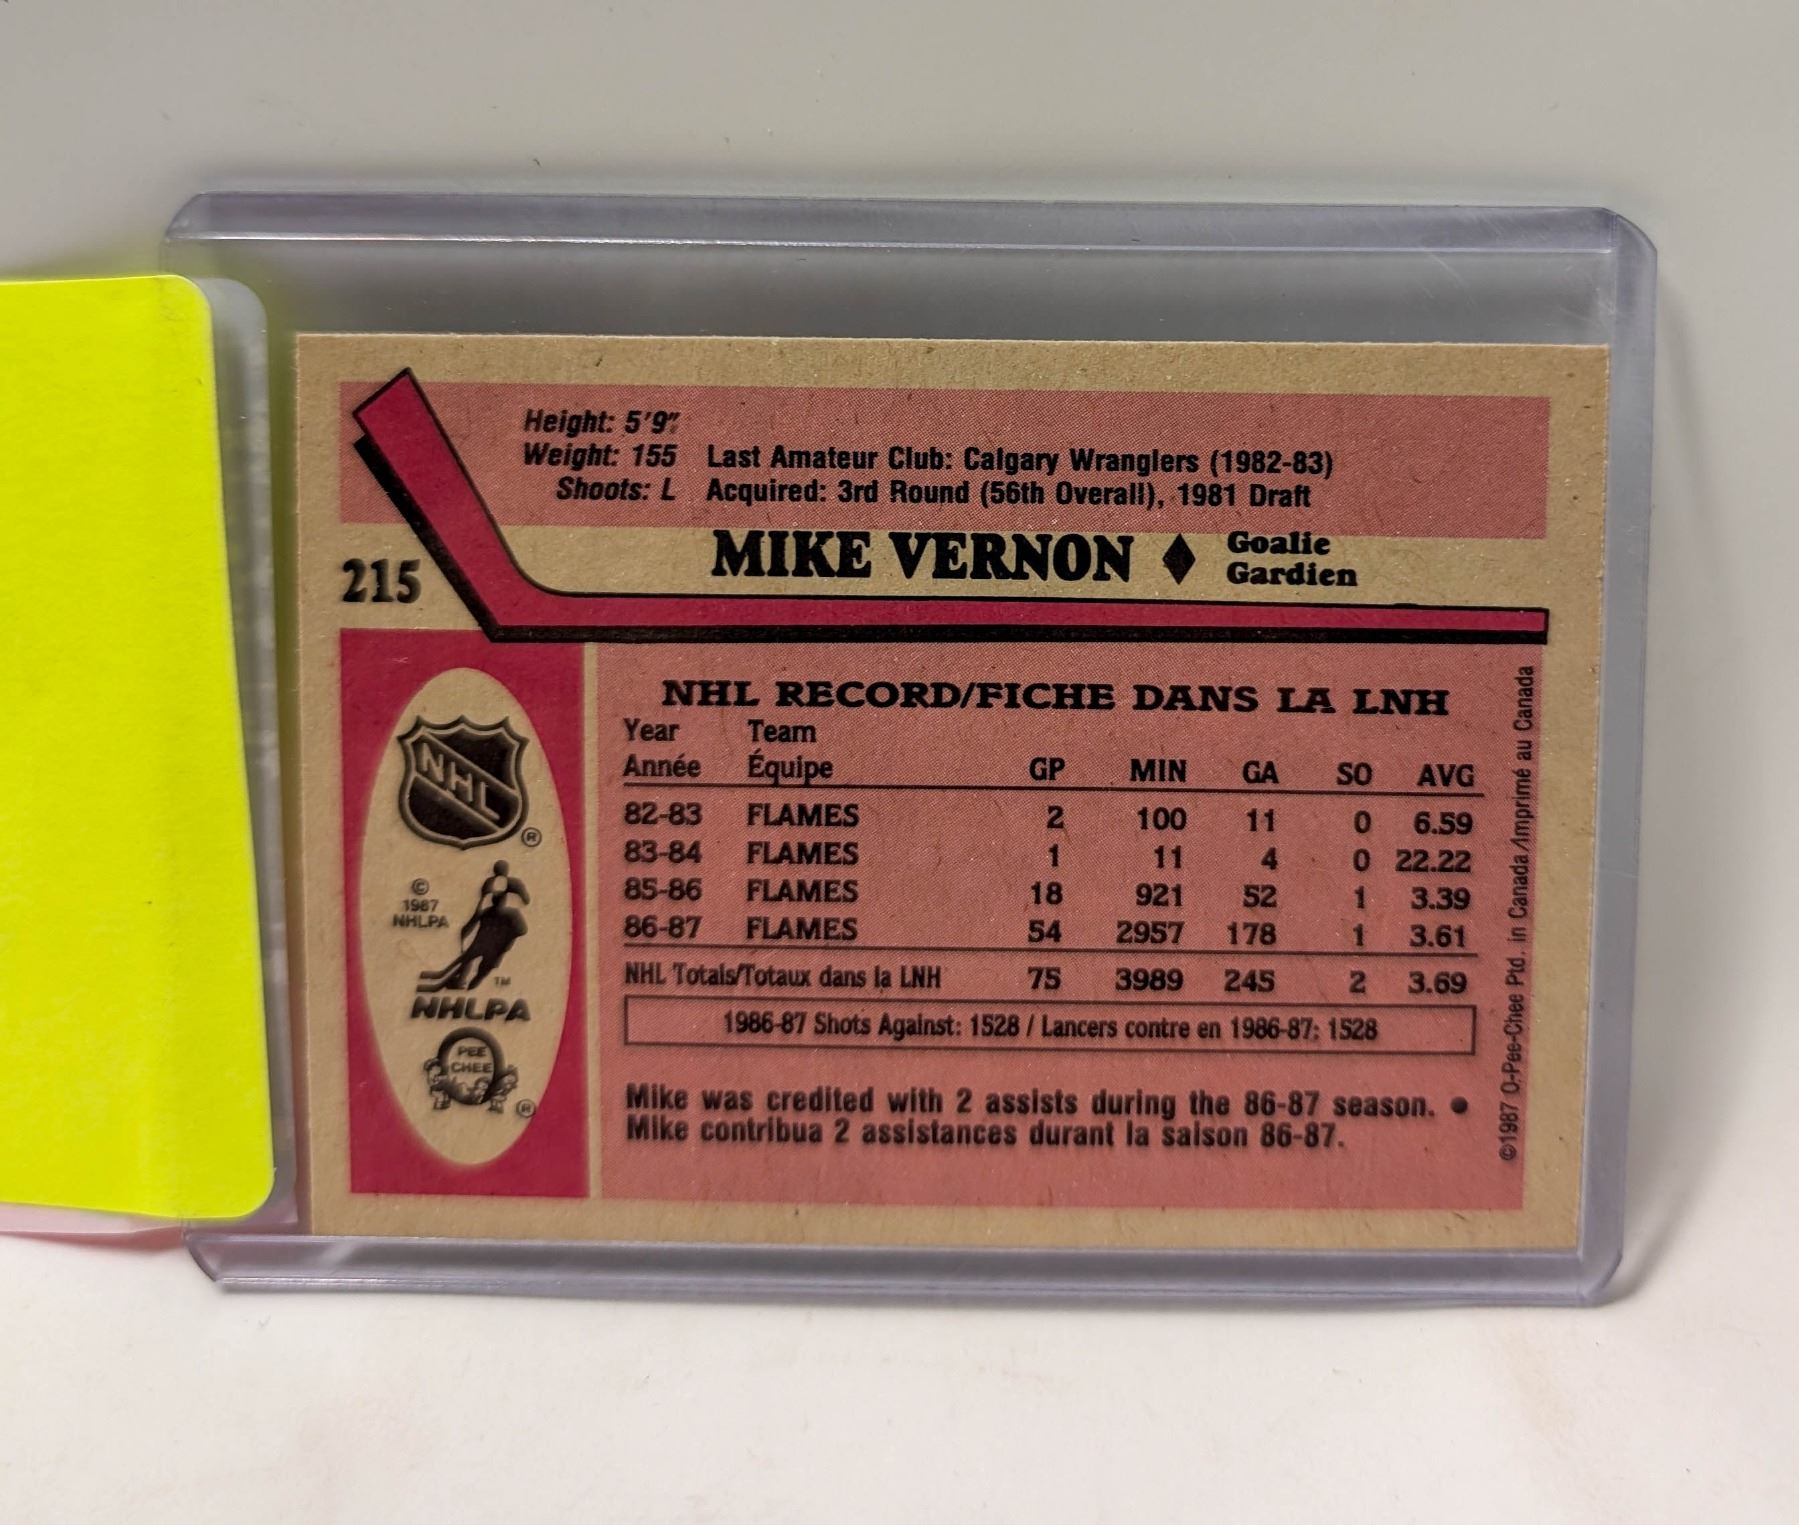 Height: 5'9"
Weight: 155 Last Amateur Club: Calgary Wranglers (1982-83)
Shoots: L Acquired: 3rd Round (56th Overall), 1981 Draft
215 MIKE VERNON ♦ Goalie
Gardien
NHL RECORD/FICHE DANS LA LNH
Year Team
Année Équipe GP MIN GA SO AVG
82-83 FLAMES 2 100 11 0 6.59
83-84 FLAMES 1 11 4 0 22.22
85-86 FLAMES 18 921 52 1 3.39
86-87 FLAMES 54 2957 178 1 3.61
NHL Totals/Totaux dans la LNH 75 3989 245 2 3.69
1986-87 Shots Against: 1528 / Lancers contre en 1986-87: 1528
Mike was credited with 2 assists during the 86-87 season. •
Mike contribua 2 assistances durant la saison 86-87.
NHL
®
©
1987
NHLPA
TM
NHLPA
PEE
CHEE
®
©1987 O-Pee-Chee Ptd. in Canada/Imprimé au Canada